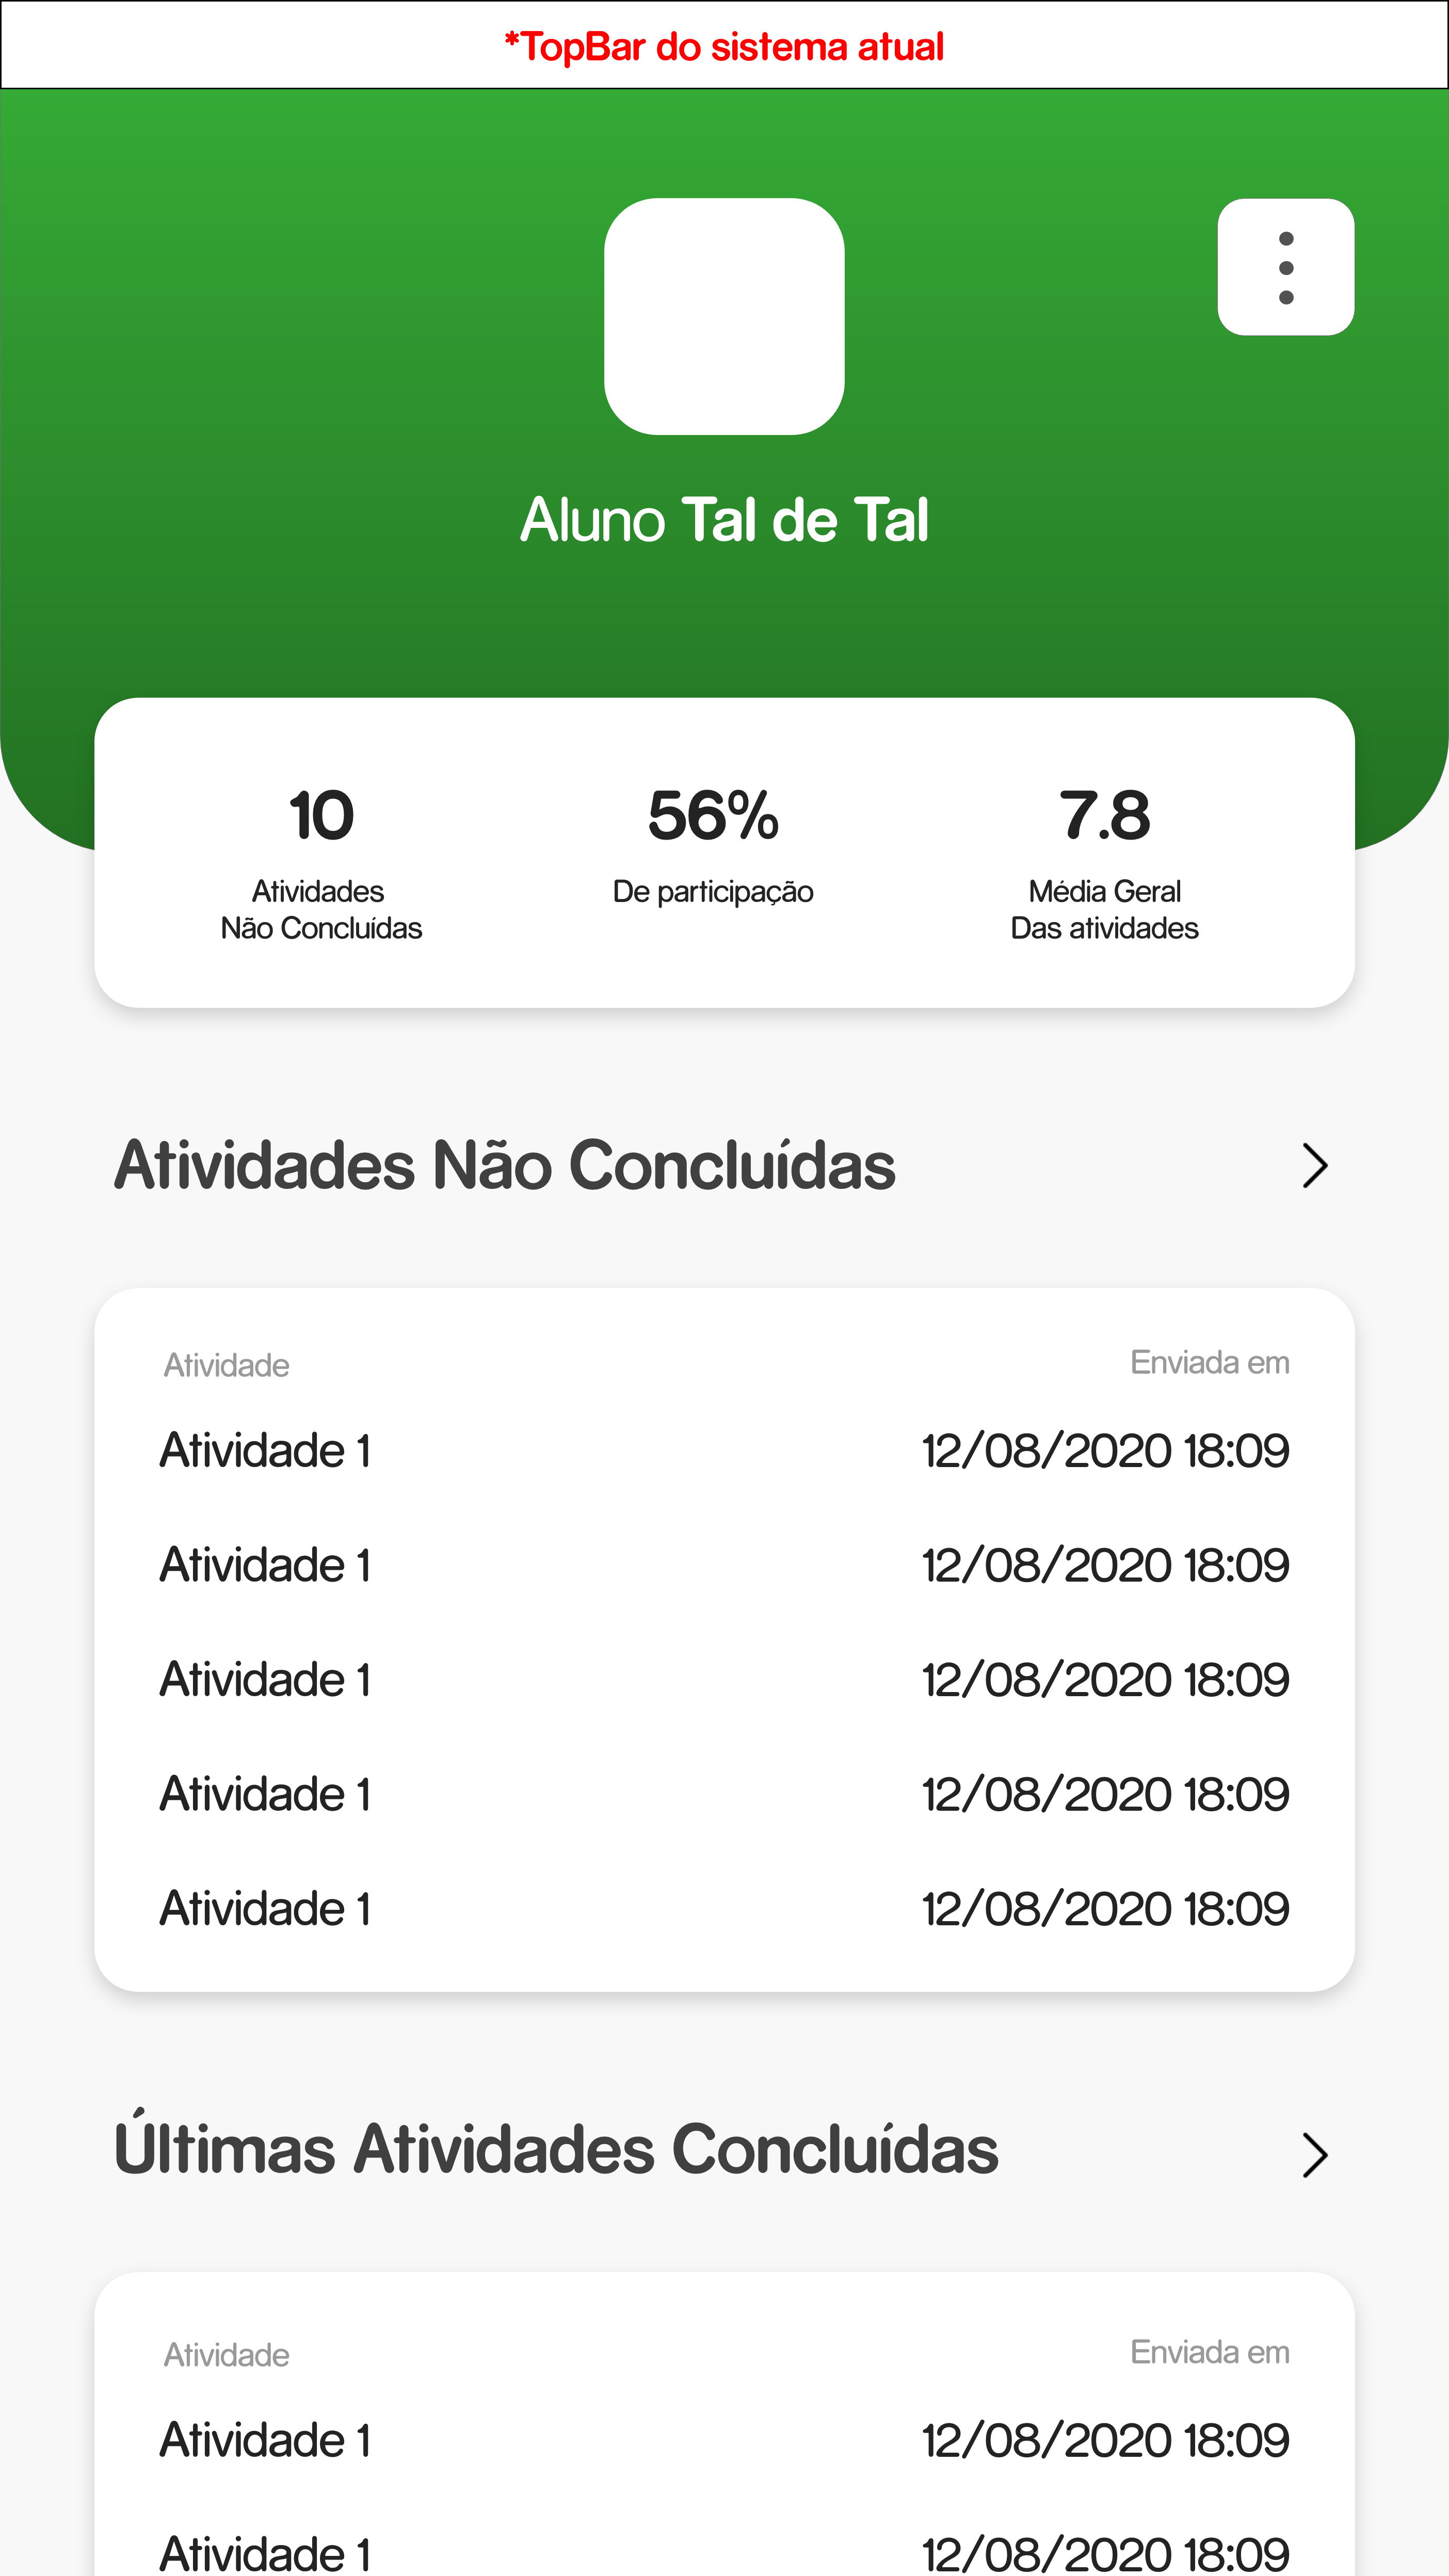 *TopBar do sistema atual
Aluno Tal de Tal
10
Atividades
Não Concluídas
56%
De participação
7.8
Média Geral
Das atividades
Atividades Não Concluídas
Atividade Enviada em
Atividade 1 12/08/2020 18:09
Atividade 1 12/08/2020 18:09
Atividade 1 12/08/2020 18:09
Atividade 1 12/08/2020 18:09
Atividade 1 12/08/2020 18:09
Últimas Atividades Concluídas
Atividade Enviada em
Atividade 1 12/08/2020 18:09
Atividade 1 12/08/2020 18:09